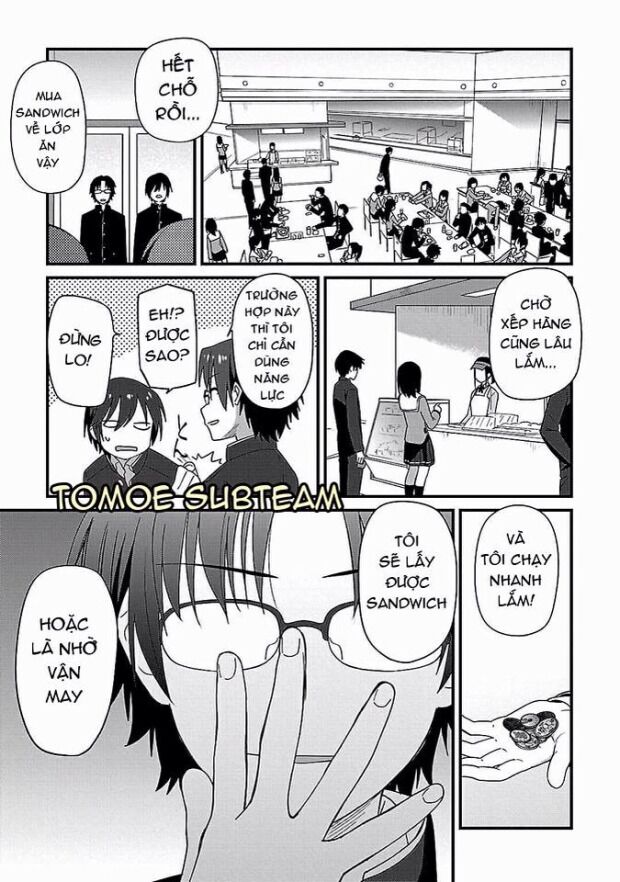 HẾT
CHỖ
RỒI...
MUA
SANDWICH
VỀ LỚP
ĂN
VẬY
CHỜ
XẾP HÀNG
CŨNG LÂU
LẮM...
TRƯỜNG
HỢP NÀY
THÌ TÔI
CHỈ CẦN
DÙNG
NĂNG
LỰC
EH!?
ĐƯỢC
SAO?
ĐỪNG
LO!
TOMOE SUBTEAM
VÀ
TÔI CHẠY
NHANH
LẮM!
TÔI
SẼ LẤY
ĐƯỢC
SANDWICH
HOẶC
LÀ NHỜ
VẬN
MAY